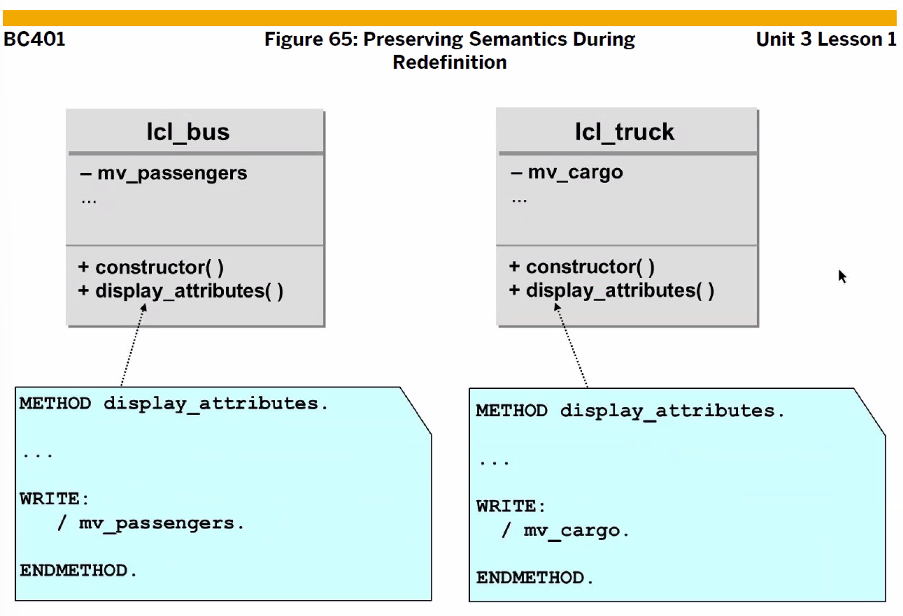 BC401
Figure 65: Preserving Semantics During
Redefinition
Unit 3 Lesson 1
lcl_bus
– mv_passengers
...
+ constructor( )
+ display_attributes( )
lcl_truck
– mv_cargo
...
+ constructor( )
+ display_attributes( )
METHOD display_attributes.
...
WRITE:
/ mv_passengers.
ENDMETHOD.
METHOD display_attributes.
...
WRITE:
/ mv_cargo.
ENDMETHOD.